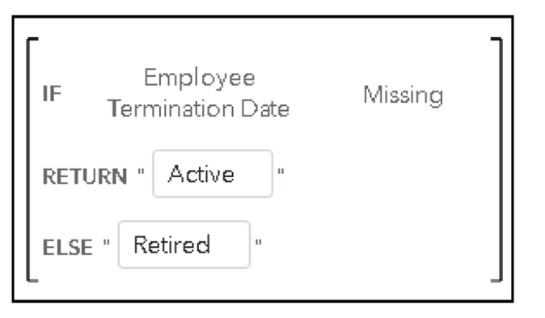 IF Employee Termination Date Missing
RETURN " Active "
ELSE " Retired "